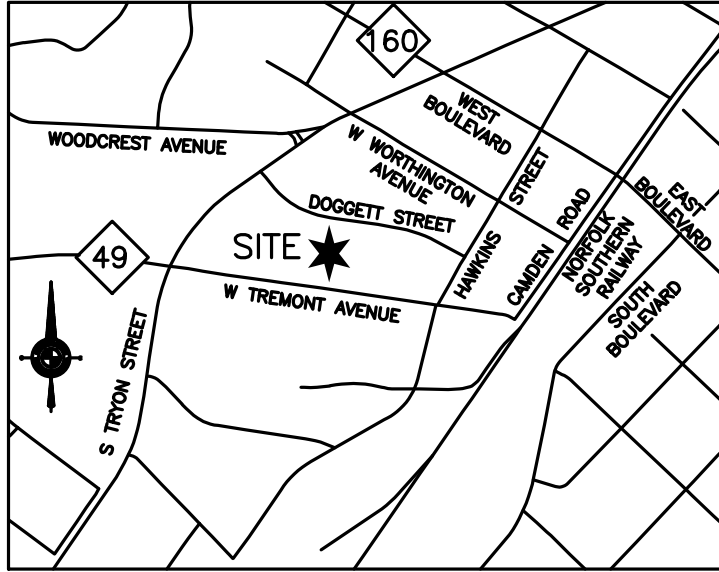 160
WEST
BOULEVARD
WOODCREST AVENUE
W WORTHINGTON
AVENUE
STREET
HAWKINS
DOGGETT STREET
ROAD
CAMDEN
EAST
BOULEVARD
NORFOLK
SOUTHERN
RAILWAY
SITE
49
W TREMONT AVENUE
SOUTH
BOULEVARD
S TRYON STREET